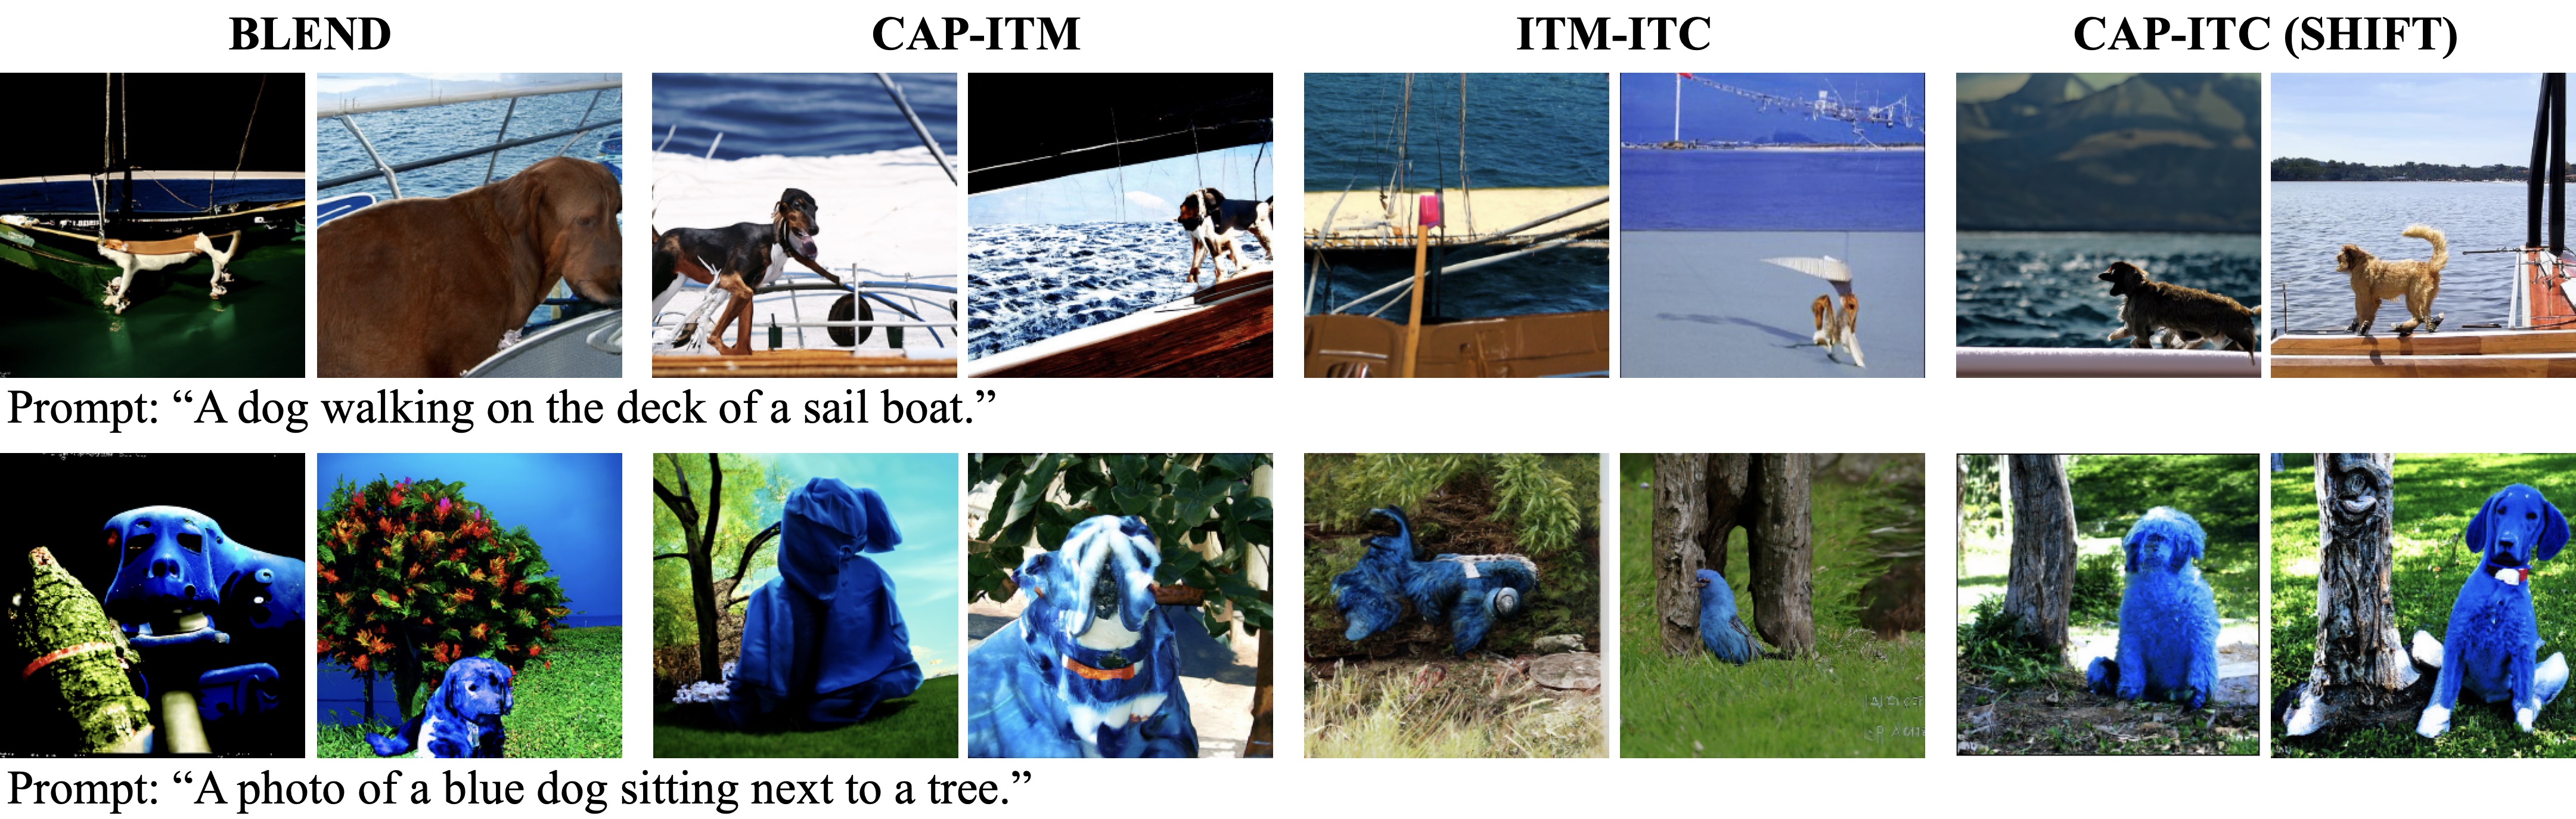 BLEND
CAP-ITM
ITM-ITC
CAP-ITC (SHIFT)
Prompt: “A dog walking on the deck of a sail boat.”
Prompt: “A photo of a blue dog sitting next to a tree.”